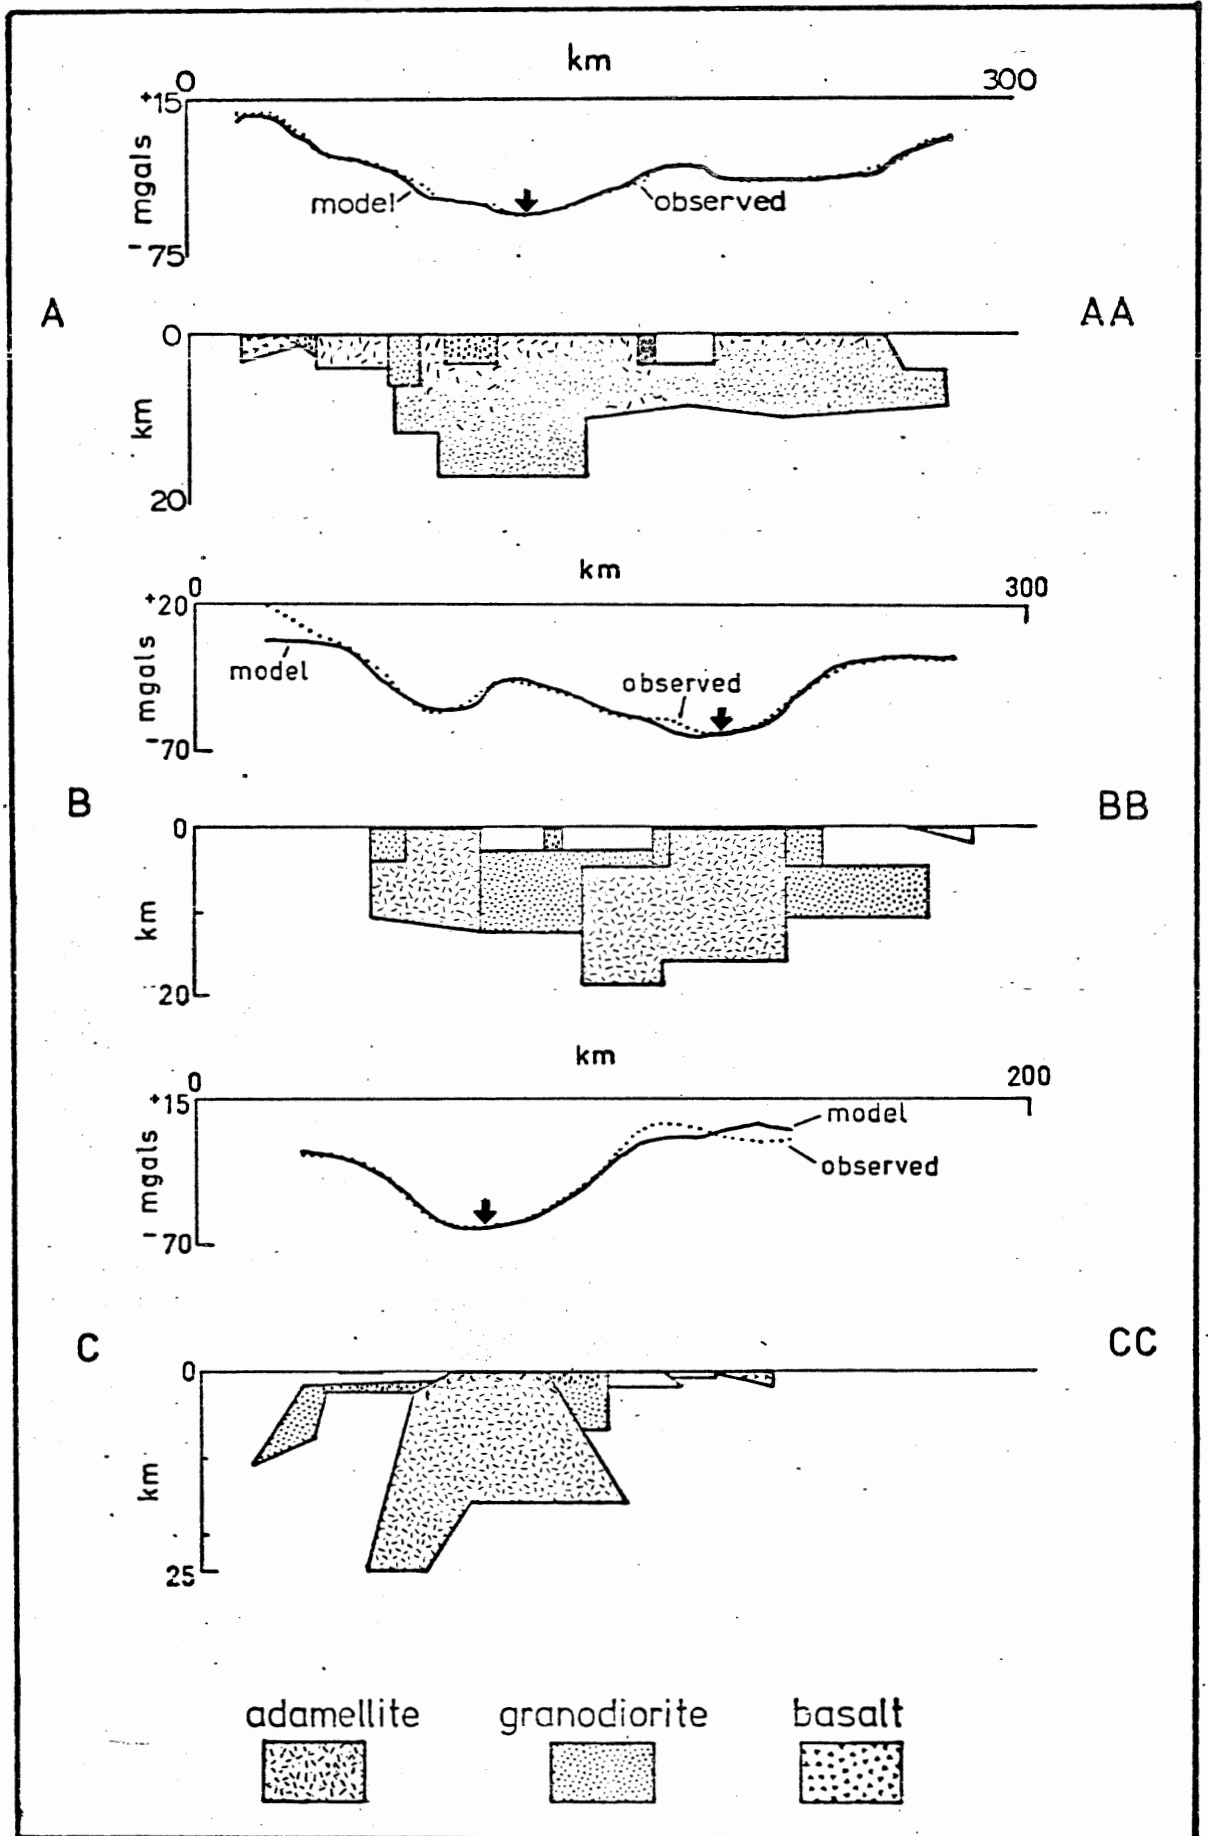 km
0 300
+15
- mgals
model
observed
75
A AA
0
km
20
km
0 300
+20
- mgals
model
observed
-70
B BB
0
km
20
km
0 200
+15
- mgals
model
observed
-70
C CC
0
km
25
adamellite granodiorite basalt